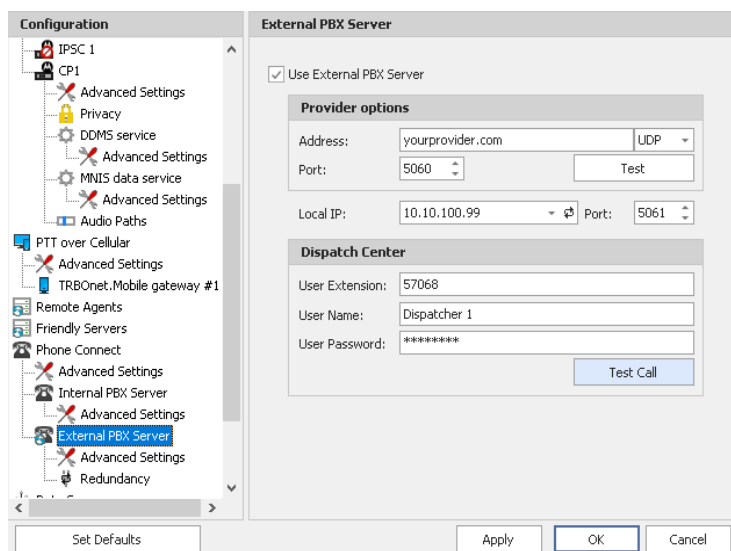 Configuration
IPSC 1
CP1
Advanced Settings
Privacy
DDMS service
Advanced Settings
MNIS data service
Advanced Settings
Audio Paths
PTT over Cellular
Advanced Settings
TRBOnet.Mobile gateway #1
Remote Agents
Friendly Servers
Phone Connect
Advanced Settings
Internal PBX Server
Advanced Settings
External PBX Server
Advanced Settings
Redundancy
External PBX Server
Use External PBX Server
Provider options
Address: yourprovider.com UDP
Port: 5060 Test
Local IP: 10.10.100.99 Port: 5061
Dispatch Center
User Extension: 57068
User Name: Dispatcher 1
User Password: ********
Test Call
Set Defaults Apply OK Cancel